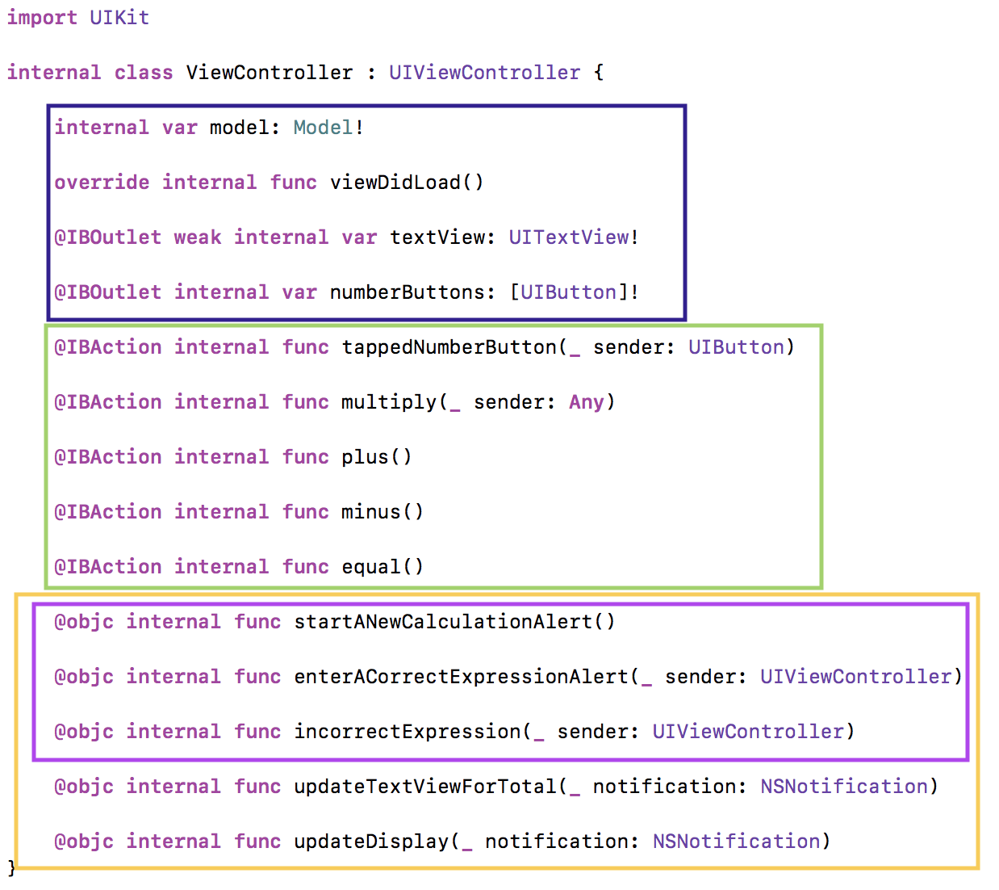 import UIKit
internal class ViewController : UIViewController {
internal var model: Model!
override internal func viewDidLoad()
@IBOutlet weak internal var textView: UITextView!
@IBOutlet internal var numberButtons: [UIButton]!
@IBAction internal func tappedNumberButton(_ sender: UIButton)
@IBAction internal func multiply(_ sender: Any)
@IBAction internal func plus()
@IBAction internal func minus()
@IBAction internal func equal()
@objc internal func startANewCalculationAlert()
@objc internal func enterACorrectExpressionAlert(_ sender: UIViewController)
@objc internal func incorrectExpression(_ sender: UIViewController)
@objc internal func updateTextViewForTotal(_ notification: NSNotification)
@objc internal func updateDisplay(_ notification: NSNotification)
}